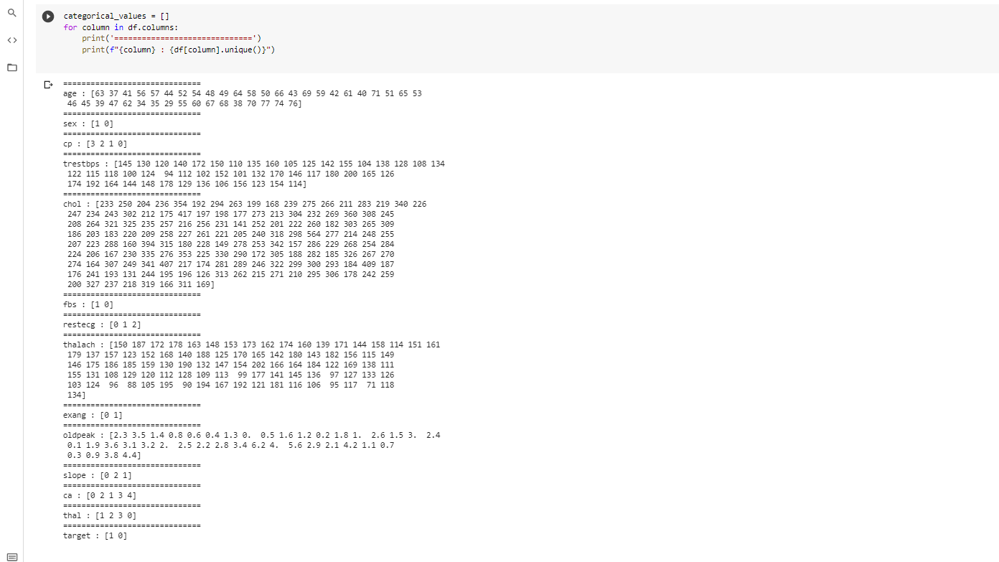 categorical_values = []
for column in df.columns:
    print('==============================')
    print(f"{column} : {df[column].unique()}")
==============================
age : [63 37 41 56 57 44 52 54 48 49 64 58 50 66 43 69 59 42 61 40 71 51 65 53
 46 45 39 47 62 34 35 29 55 60 67 68 38 70 77 74 76]
==============================
sex : [1 0]
==============================
cp : [3 2 1 0]
==============================
trestbps : [145 130 120 140 172 150 110 135 160 105 125 142 155 104 138 128 108 134
 122 115 118 100 124  94 112 102 152 101 132 170 146 117 180 200 165 126
 174 192 164 144 148 178 129 136 106 156 123 154 114]
==============================
chol : [233 250 204 236 354 192 294 263 199 168 239 275 266 211 283 219 340 226
 247 234 243 302 212 175 417 197 198 177 273 213 304 232 269 360 308 245
 208 264 321 325 235 257 216 256 231 141 252 201 222 260 182 303 265 309
 186 203 183 220 209 258 227 261 221 205 240 318 298 564 277 214 248 255
 207 223 288 160 394 315 180 228 149 278 253 342 157 286 229 268 254 284
 224 206 167 230 335 276 353 225 330 290 172 305 188 282 185 326 267 270
 274 164 307 249 341 407 217 174 281 289 246 322 299 300 293 184 409 187
 176 241 193 131 244 195 196 126 313 262 215 271 210 295 306 178 242 259
 200 327 237 218 319 166 311 169]
==============================
fbs : [1 0]
==============================
restecg : [0 1 2]
==============================
thalach : [150 187 172 178 163 148 153 173 162 174 160 139 171 144 158 114 151 161
 179 137 157 123 152 168 140 188 125 170 165 142 180 143 182 156 115 149
 146 175 186 185 159 130 190 132 147 154 202 166 164 184 122 169 138 111
 155 131 108 129 120 112 128 109 113  99 177 141 145 136  97 127 133 126
 103 124  96  88 105 195  90 194 167 192 121 181 116 106  95 117  71 118
 134]
==============================
exang : [0 1]
==============================
oldpeak : [2.3 3.5 1.4 0.8 0.6 0.4 1.3 0.  0.5 1.6 1.2 0.2 1.8 1.  2.6 1.5 3.  2.4
 0.1 1.9 3.6 3.1 3.2 2.  2.5 2.2 2.8 3.4 6.2 4.  5.6 2.9 2.1 4.2 1.1 0.7
 0.3 0.9 3.8 4.4]
==============================
slope : [0 2 1]
==============================
ca : [0 2 1 3 4]
==============================
thal : [1 2 3 0]
==============================
target : [1 0]